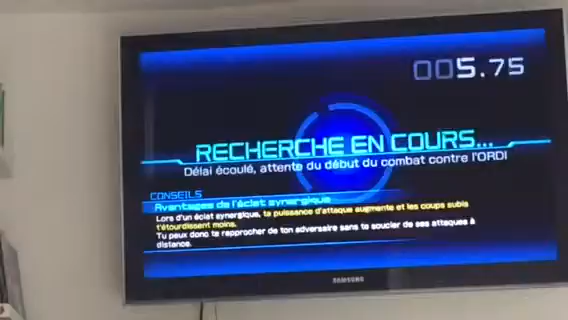 005.75
RECHERCHE EN COURS...
Délai écoulé, attente du début du combat contre l'ORDI
CONSEILS
Avantages de l'éclat synergique
Lors d'un éclat synergique, ta puissance d'attaque augmente et les coups subis
t'étourdissent moins.
Tu peux donc te rapprocher de ton adversaire sans te soucier de ses attaques à
distance.
SAMSUNG